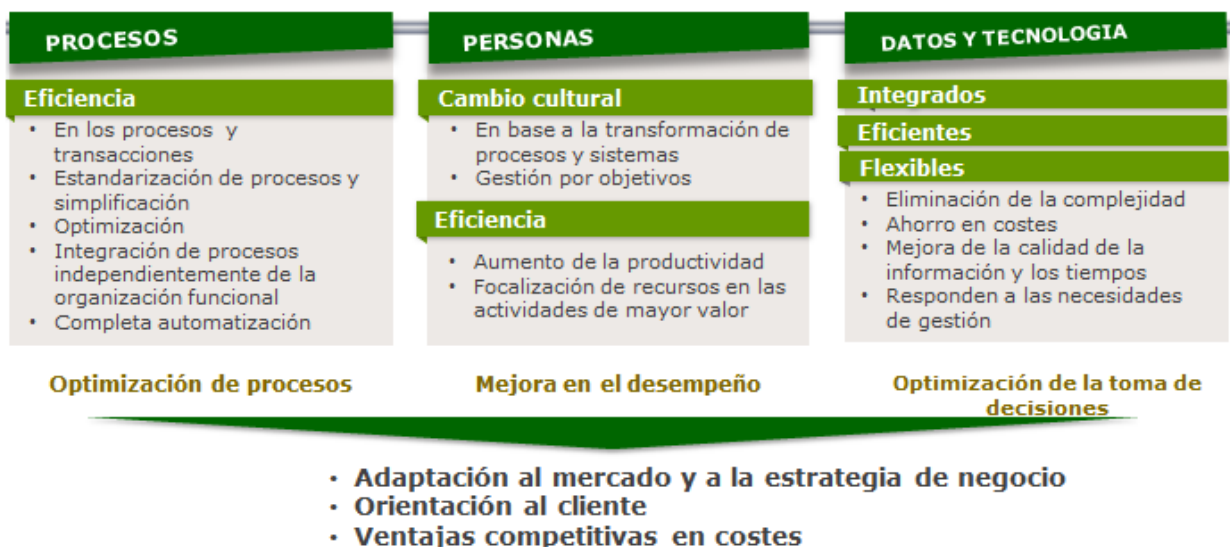 PROCESOS
Eficiencia
• En los procesos y
transacciones
• Estandarización de procesos y
simplificación
• Optimización
• Integración de procesos
independientemente de la
organización funcional
• Completa automatización
Optimización de procesos
PERSONAS
Cambio cultural
• En base a la transformación de
procesos y sistemas
• Gestión por objetivos
Eficiencia
• Aumento de la productividad
• Focalización de recursos en las
actividades de mayor valor
Mejora en el desempeño
DATOS Y TECNOLOGIA
Integrados
Eficientes
Flexibles
• Eliminación de la complejidad
• Ahorro en costes
• Mejora de la calidad de la
información y los tiempos
• Responden a las necesidades
de gestión
Optimización de la toma de
decisiones
• Adaptación al mercado y a la estrategia de negocio
• Orientación al cliente
• Ventajas competitivas en costes